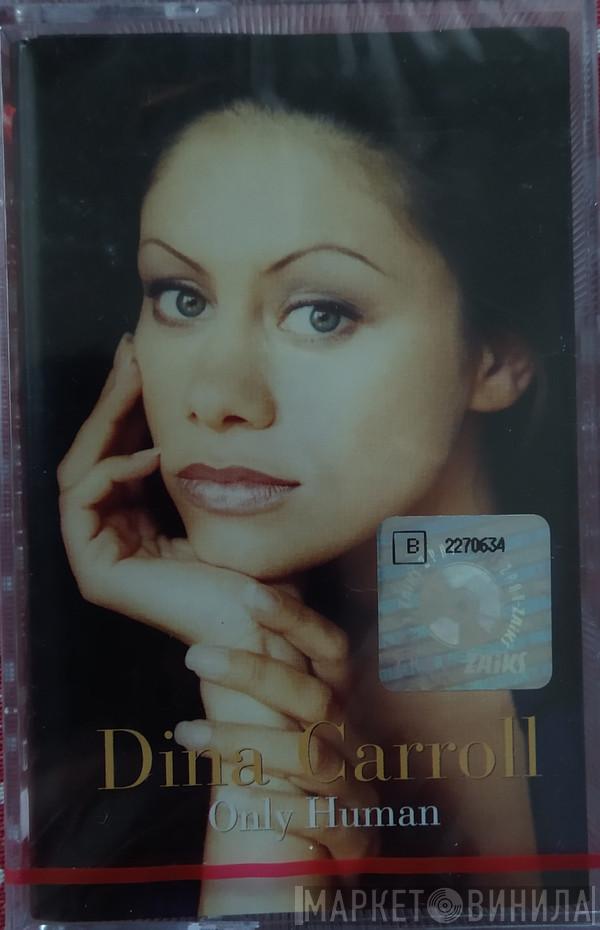 B 2270634
ZAiKS
Dina Carroll
Only Human
МАРКЕТ ВИНИЛА